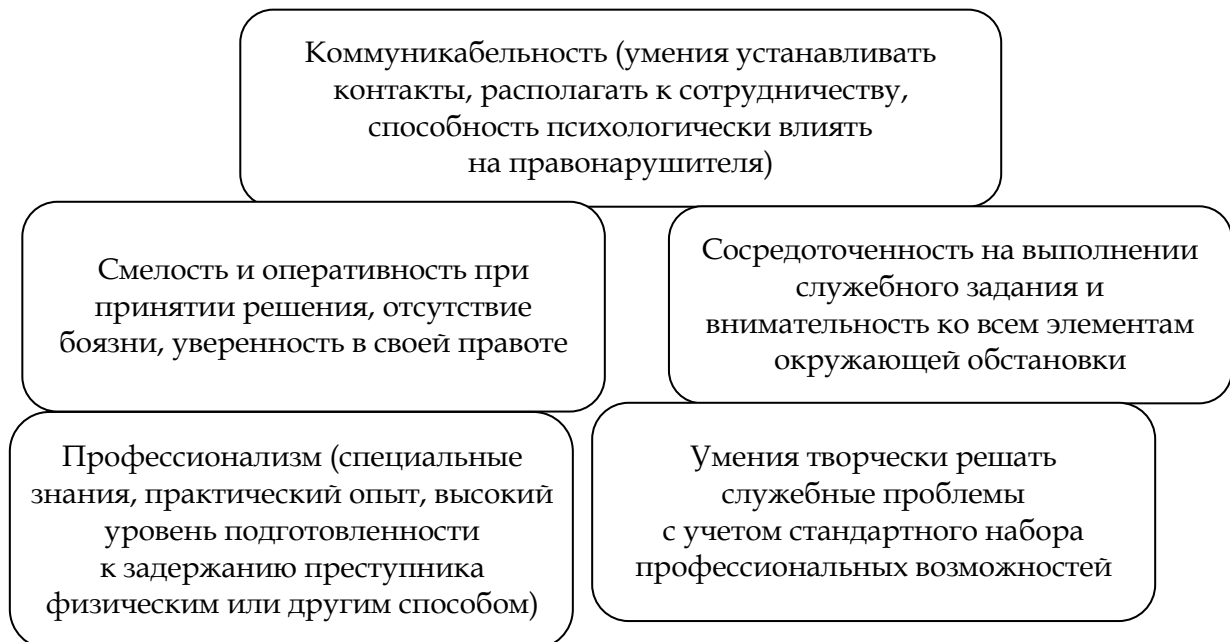 Коммуникабельность (умения устанавливать
контакты, располагать к сотрудничеству,
способность психологически влиять
на правонарушителя)
Смелость и оперативность при
принятии решения, отсутствие
боязни, уверенность в своей правоте
Сосредоточенность на выполнении
служебного задания и
внимательность ко всем элементам
окружающей обстановки
Профессионализм (специальные
знания, практический опыт, высокий
уровень подготовленности
к задержанию преступника
физическим или другим способом)
Умения творчески решать
служебные проблемы
с учетом стандартного набора
профессиональных возможностей